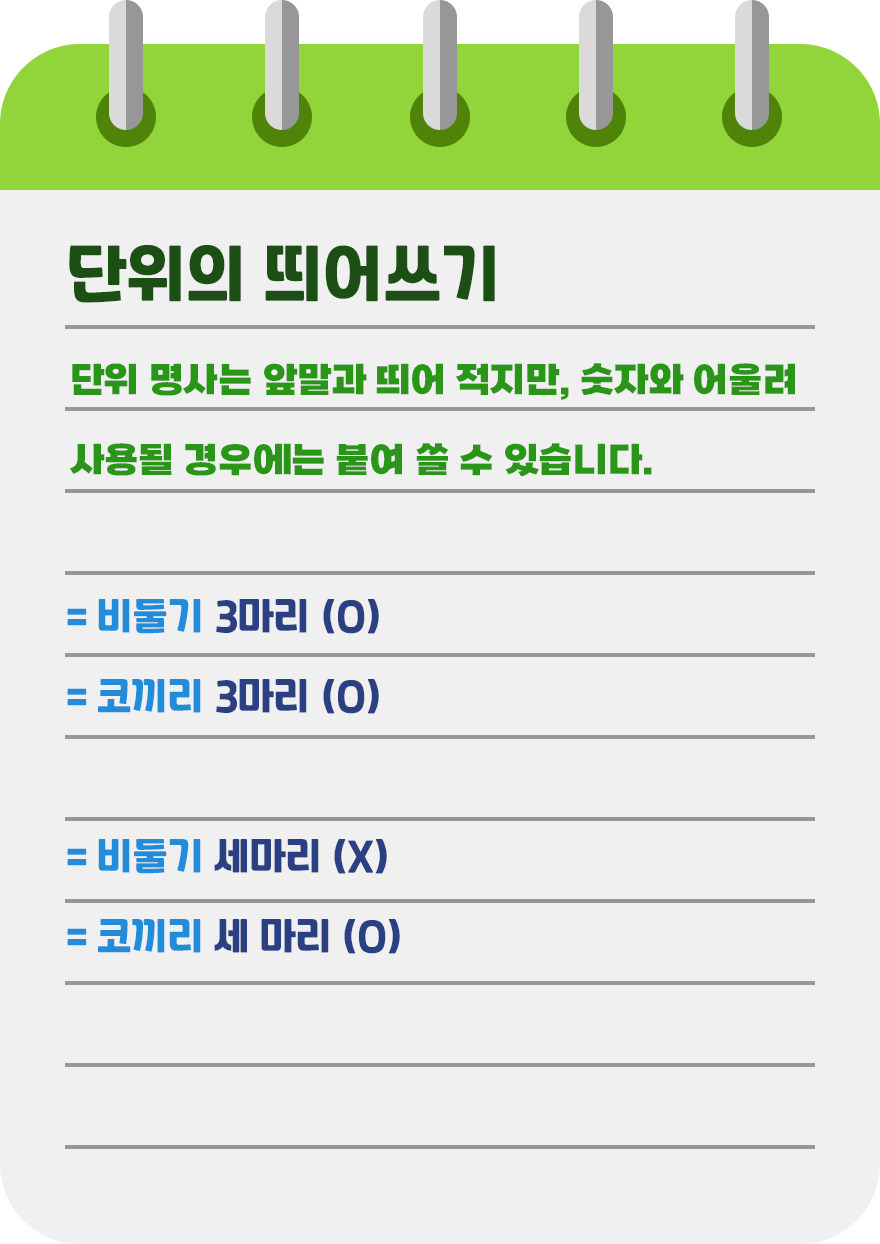 단위의 띄어쓰기
단위 명사는 앞말과 띄어 적지만, 숫자와 어울려
사용될 경우에는 붙여 쓸 수 있습니다.
= 비둘기 3마리 (O)
= 코끼리 3마리 (O)
= 비둘기 세마리 (X)
= 코끼리 세 마리 (O)